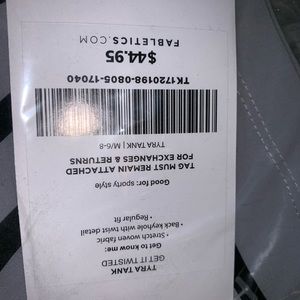 TYRA TANK
GET IT TWISTED
Get to know me:
• Stretch woven fabric
• Back keyhole with twist detail
• Regular fit
Good for: sporty style
TAG MUST REMAIN ATTACHED
FOR EXCHANGES & RETURNS
TYRA TANK | M/6-8
TK1720198-0805-17040
$44.95
FABLETICS.COM